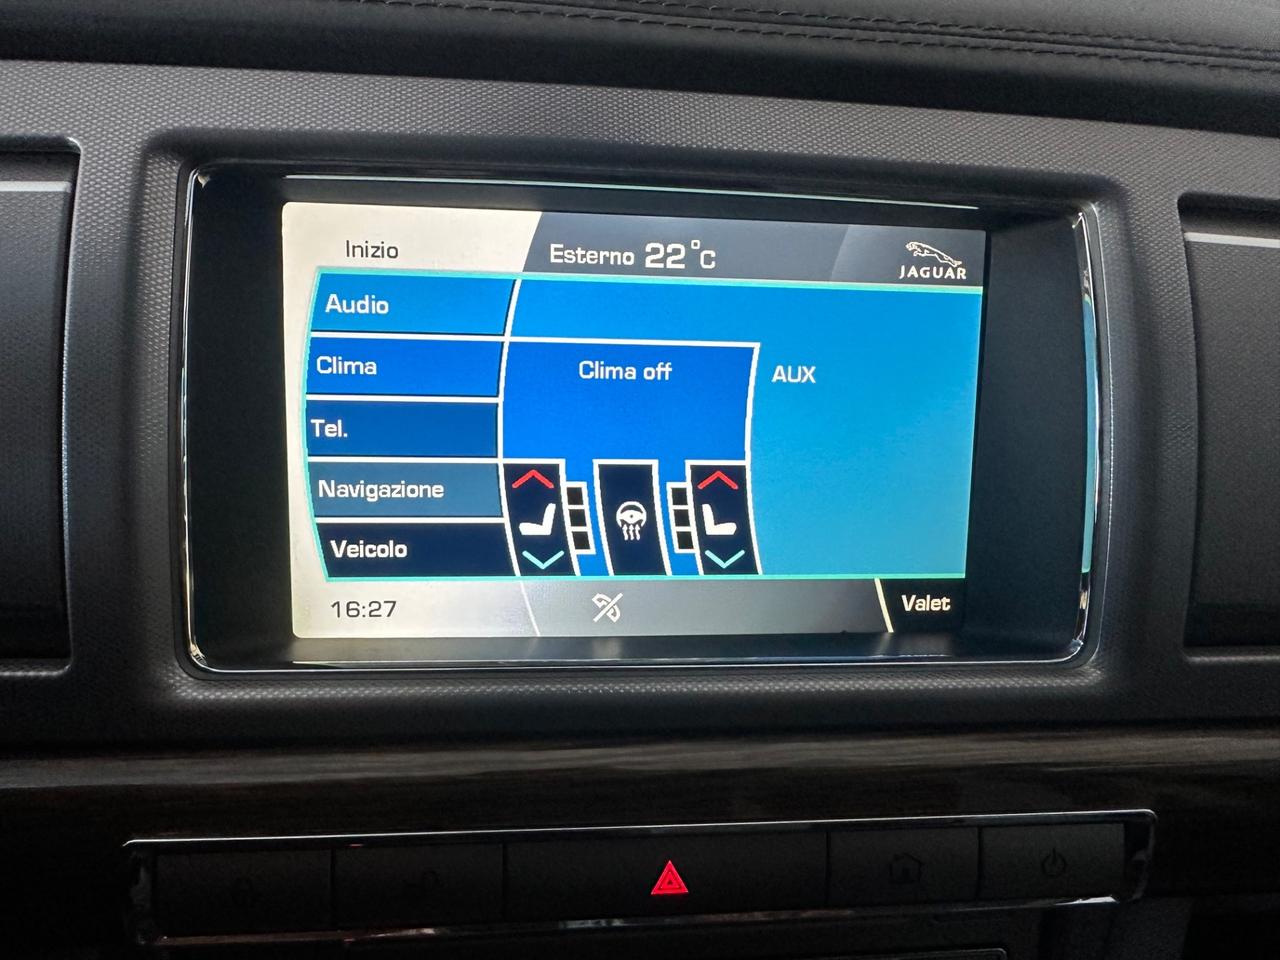 Inizio
Esterno 22°C
JAGUAR
Audio
Clima
Clima off
AUX
Tel.
Navigazione
Veicolo
16:27
Valet